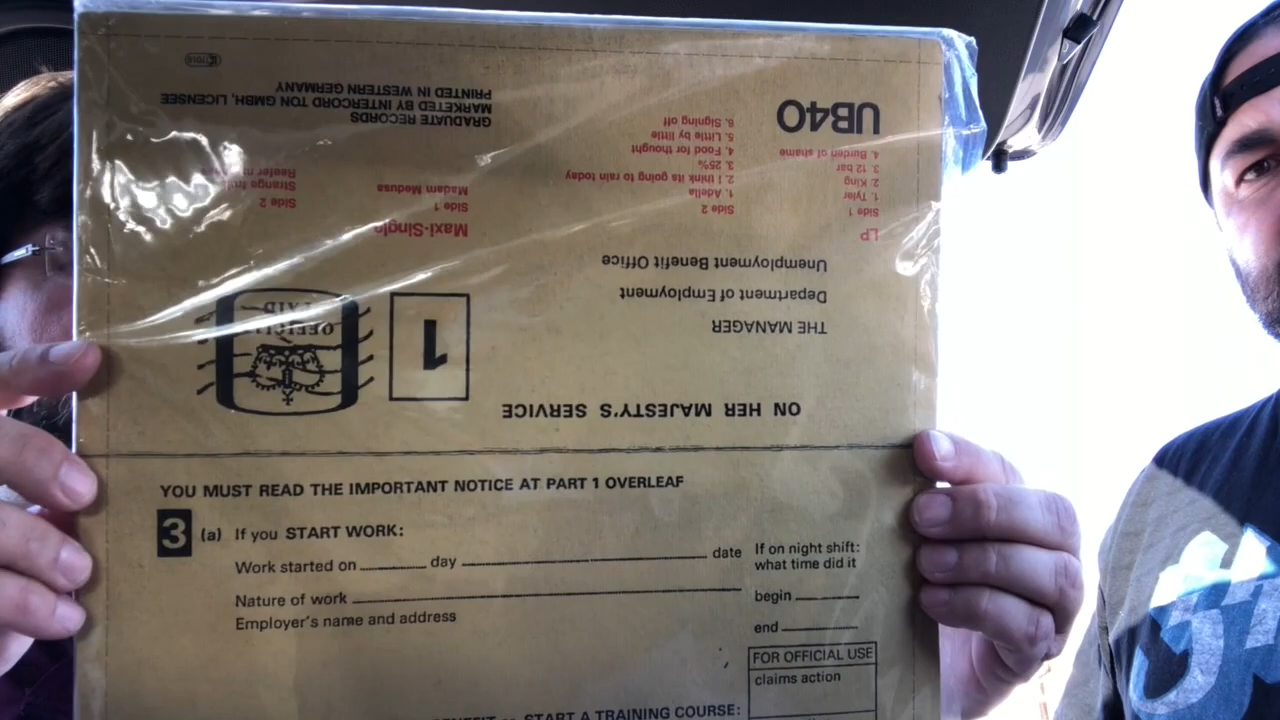 UB40
LP
Side 1
1. Tyler
2. King
3. 12 bar
4. Burden of shame
Side 2
1. Adella
2. I think its going to rain today
3. 25%
4. Food for thought
5. Little by little
6. Signing off
Maxi-Single
Side 1
Madam Medusa
Side 2
Strange fruit
Reefer
GRADUATE RECORDS
MARKETED BY INTERCORD TON GMBH, LICENSEE
PRINTED IN WESTERN GERMANY
ON HER MAJESTY'S SERVICE
THE MANAGER
Department of Employment
Unemployment Benefit Office
1
OFFICIAL
PAID
YOU MUST READ THE IMPORTANT NOTICE AT PART 1 OVERLEAF
3 (a) If you START WORK:
Work started on day date
Nature of work
Employer's name and address
If on night shift:
what time did it
begin
end
FOR OFFICIAL USE
claims action
START A TRAINING COURSE: